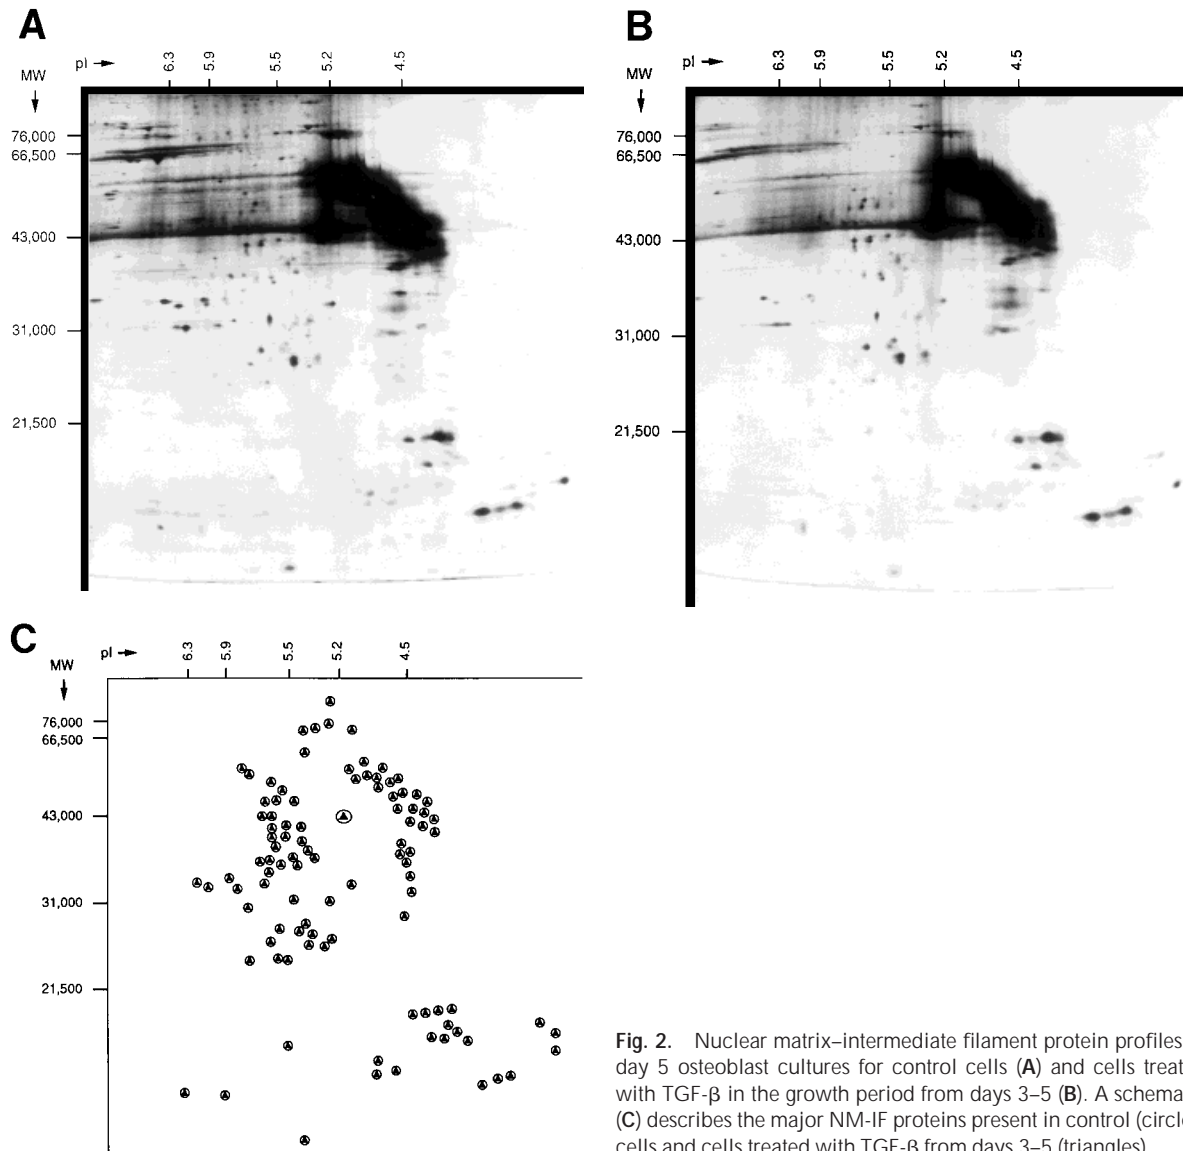 A
pI
6.3
5.9
5.5
5.2
4.5
MW
76,000
66,500
43,000
31,000
21,500
B
pI
6.3
5.9
5.5
5.2
4.5
MW
76,000
66,500
43,000
31,000
21,500
C
pI
6.3
5.9
5.5
5.2
4.5
MW
76,000
66,500
43,000
31,000
21,500
Fig. 2. Nuclear matrix–intermediate filament protein profiles
day 5 osteoblast cultures for control cells (A) and cells treat
with TGF-β in the growth period from days 3–5 (B). A schema
(C) describes the major NM-IF proteins present in control (circle
cells and cells treated with TGF-β from days 3–5 (triangles)